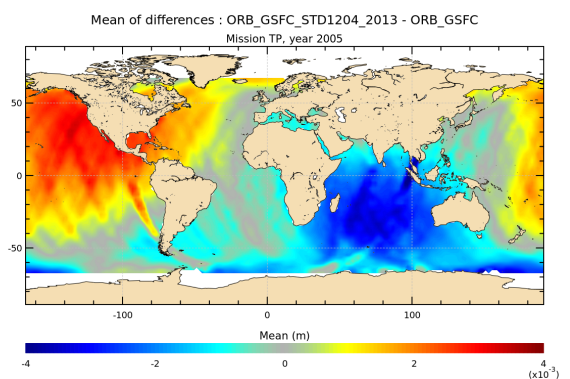 Mean of differences : ORB_GSFC_STD1204_2013 - ORB_GSFC
Mission TP, year 2005
50
0
-50
-100 0 100
Mean (m)
-4 -2 0 2 4
(x10⁻³)